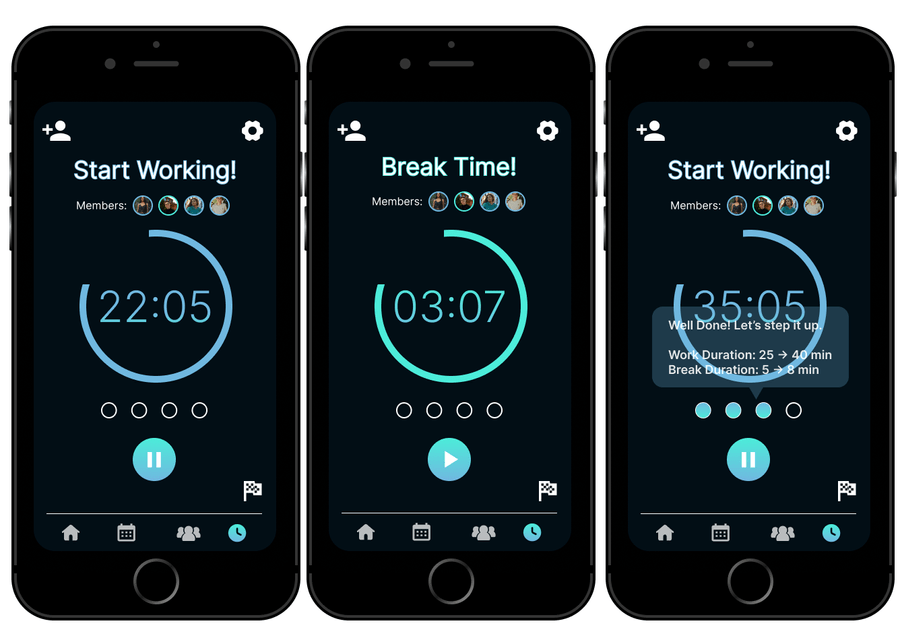 Start Working!
Members:
22:05
Break Time!
Members:
03:07
Start Working!
Members:
35:05
Well Done! Let's step it up.
Work Duration: 25 → 40 min
Break Duration: 5 → 8 min